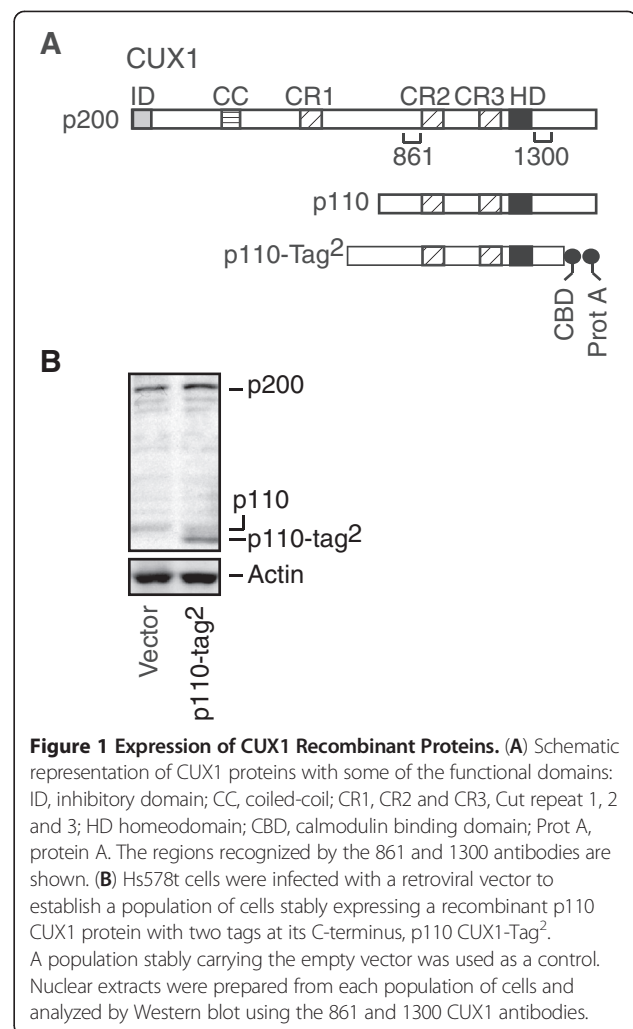 A
CUX1
ID CC CR1 CR2 CR3 HD
p200
861 1300
p110
p110-Tag2
CBD
Prot A
B
p200
p110
p110-tag2
Actin
Vector
p110-tag2
Figure 1 Expression of CUX1 Recombinant Proteins. (A) Schematic
representation of CUX1 proteins with some of the functional domains:
ID, inhibitory domain; CC, coiled-coil; CR1, CR2 and CR3, Cut repeat 1, 2
and 3; HD homeodomain; CBD, calmodulin binding domain; Prot A,
protein A. The regions recognized by the 861 and 1300 antibodies are
shown. (B) Hs578t cells were infected with a retroviral vector to
establish a population of cells stably expressing a recombinant p110
CUX1 protein with two tags at its C-terminus, p110 CUX1-Tag2.
A population stably carrying the empty vector was used as a control.
Nuclear extracts were prepared from each population of cells and
analyzed by Western blot using the 861 and 1300 CUX1 antibodies.